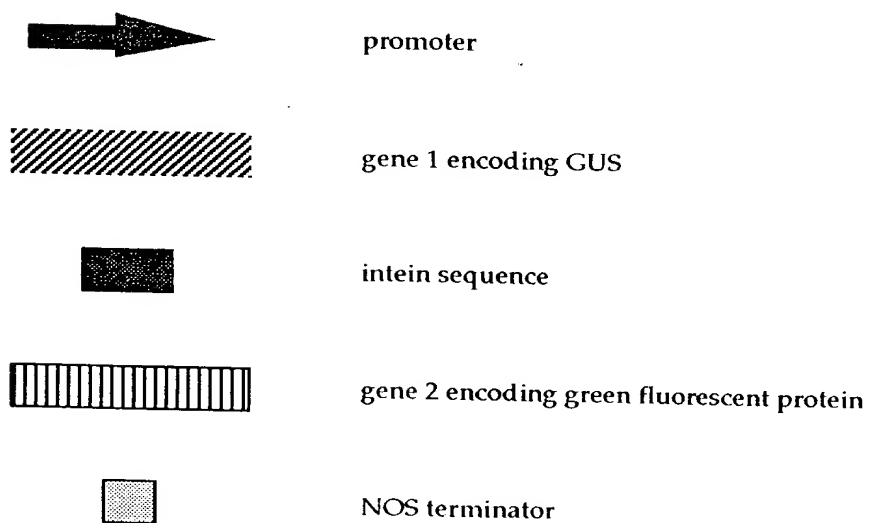 promoter
gene 1 encoding GUS
intein sequence
gene 2 encoding green fluorescent protein
NOS terminator